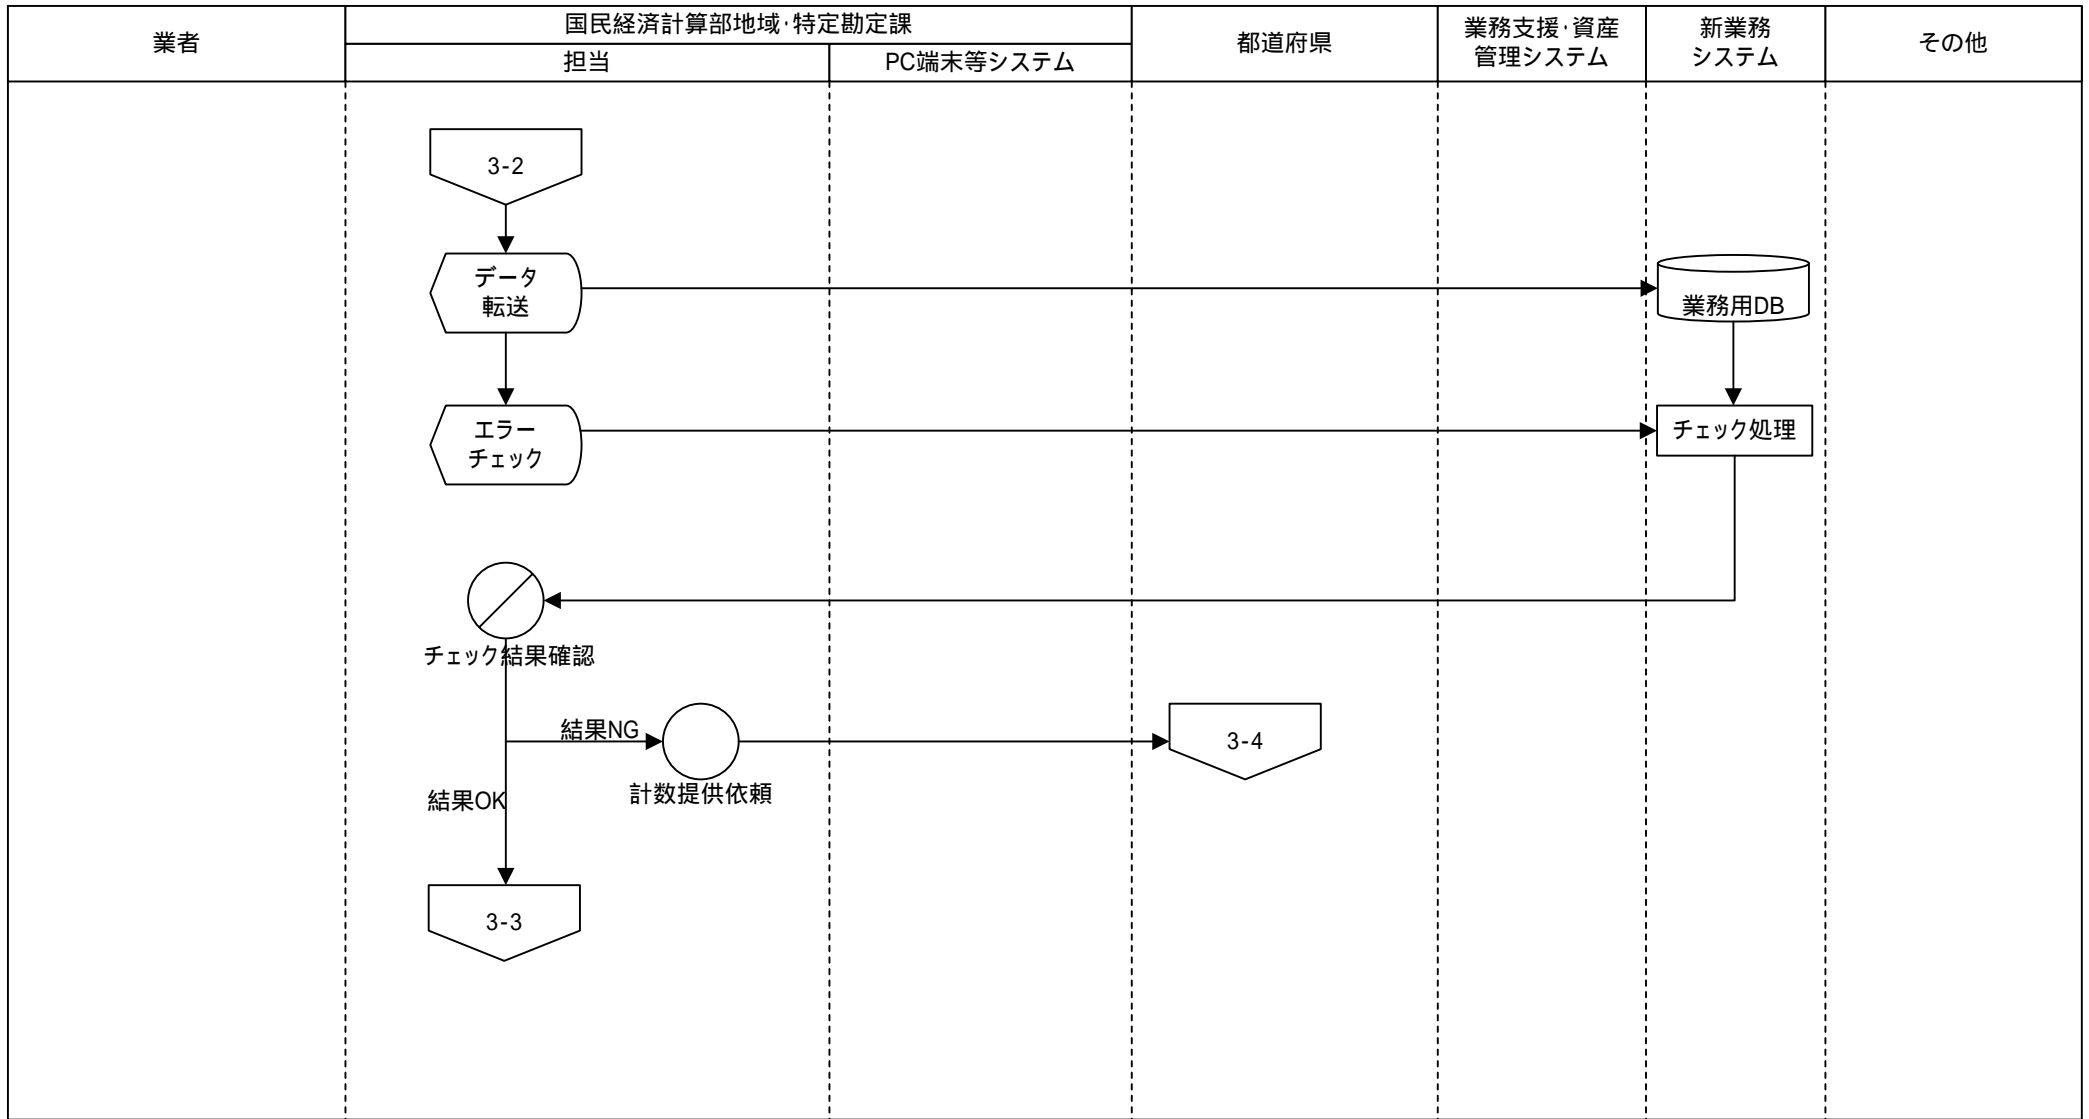 業者
国民経済計算部地域・特定勘定課
担当
PC端末等システム
都道府県
業務支援・資産
管理システム
新業務
システム
その他
3-2
データ
転送
業務用DB
エラー
チェック
チェック処理
チェック結果確認
結果NG
計数提供依頼
3-4
結果OK
3-3